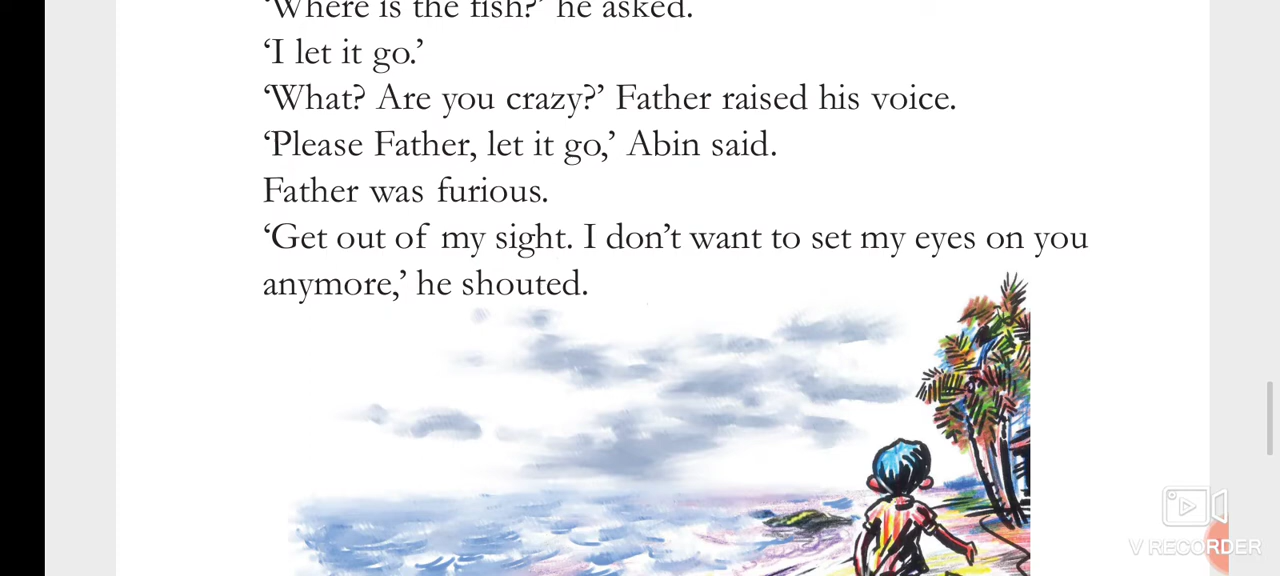 ‘Where is the fish?’ he asked.
‘I let it go.’
‘What? Are you crazy?’ Father raised his voice.
‘Please Father, let it go,’ Abin said.
Father was furious.
‘Get out of my sight. I don’t want to set my eyes on you
anymore,’ he shouted.
V RECORDER